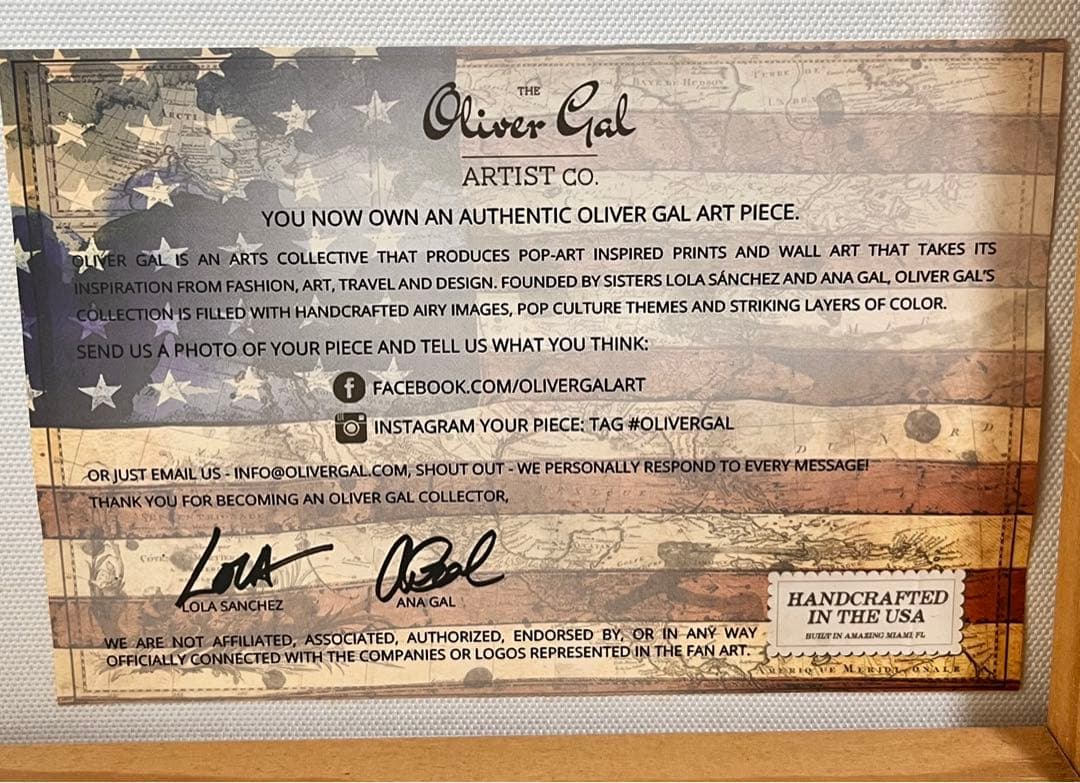 THE
Oliver Gal
ARTIST CO.
YOU NOW OWN AN AUTHENTIC OLIVER GAL ART PIECE.
OLIVER GAL IS AN ARTS COLLECTIVE THAT PRODUCES POP-ART INSPIRED PRINTS AND WALL ART THAT TAKES ITS
INSPIRATION FROM FASHION, ART, TRAVEL AND DESIGN. FOUNDED BY SISTERS LOLA SÁNCHEZ AND ANA GAL, OLIVER GAL'S
COLLECTION IS FILLED WITH HANDCRAFTED AIRY IMAGES, POP CULTURE THEMES AND STRIKING LAYERS OF COLOR.
SEND US A PHOTO OF YOUR PIECE AND TELL US WHAT YOU THINK:
f FACEBOOK.COM/OLIVERGALART
INSTAGRAM YOUR PIECE: TAG #OLIVERGAL
OR JUST EMAIL US - INFO@OLIVERGAL.COM, SHOUT OUT - WE PERSONALLY RESPOND TO EVERY MESSAGE!
THANK YOU FOR BECOMING AN OLIVER GAL COLLECTOR,
LOLA
LOLA SANCHEZ
ANA GAL
HANDCRAFTED
IN THE USA
BUILT IN AMAZING MIAMI, FL
WE ARE NOT AFFILIATED, ASSOCIATED, AUTHORIZED, ENDORSED BY, OR IN ANY WAY
OFFICIALLY CONNECTED WITH THE COMPANIES OR LOGOS REPRESENTED IN THE FAN ART.